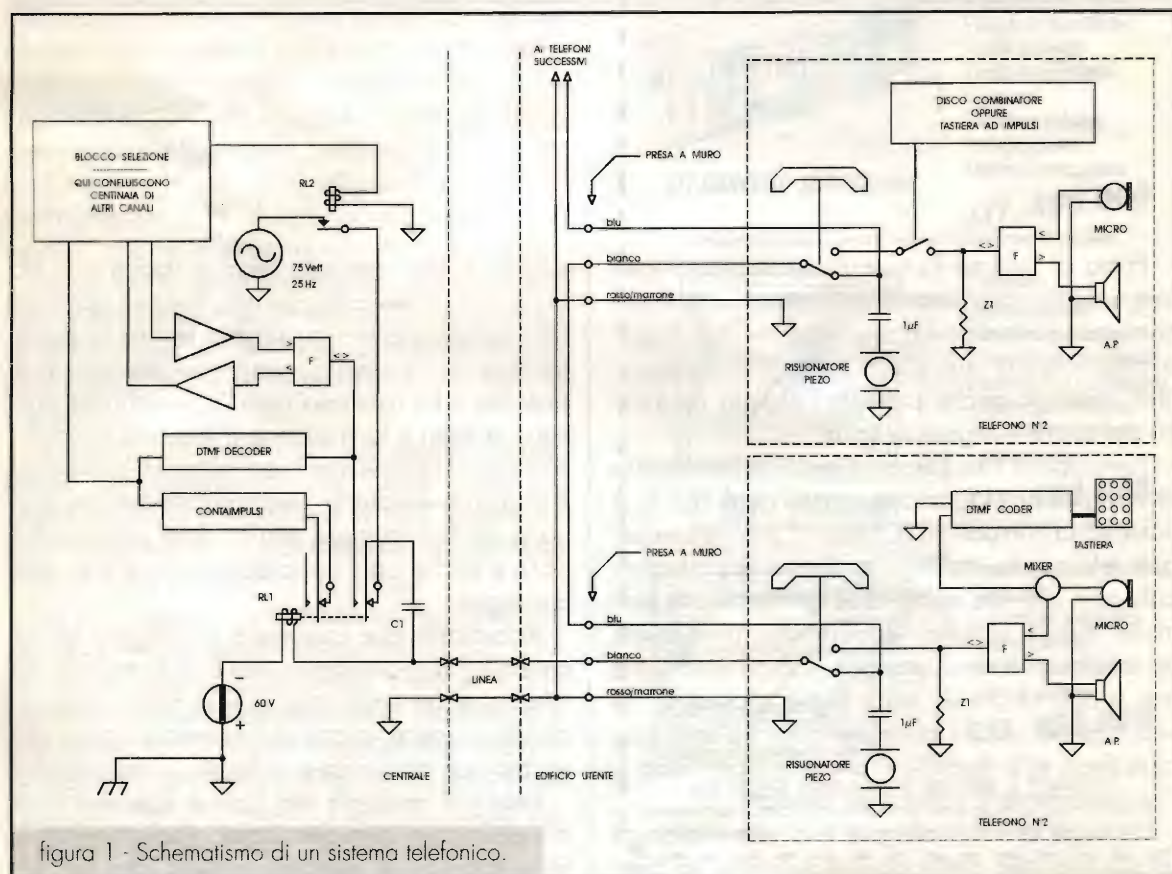 AI TELEFONI
SUCCESSIVI
BLOCCO SELEZIONE
QUI CONFLUISCONO
CENTINAIA DI
ALTRI CANALI
RL2
75 Veff
25 Hz
>
F
<>
<
DTMF DECODER
CONTAIMPULSI
RL1
C1
LINEA
−
60 V
+
CENTRALE
EDIFICIO UTENTE
PRESA A MURO
blu
bianco
rosso/marrone
DISCO COMBINATORE
OPPURE
TASTIERA AD IMPULSI
<>
F
<
>
MICRO
Z1
A.P.
1µF
RISUONATORE
PIEZO
TELEFONO N°2
PRESA A MURO
blu
bianco
rosso/marrone
DTMF CODER
TASTIERA
MIXER
MICRO
<>
F
<
>
Z1
A.P.
1µF
RISUONATORE
PIEZO
TELEFONO N°2
figura 1 - Schematismo di un sistema telefonico.